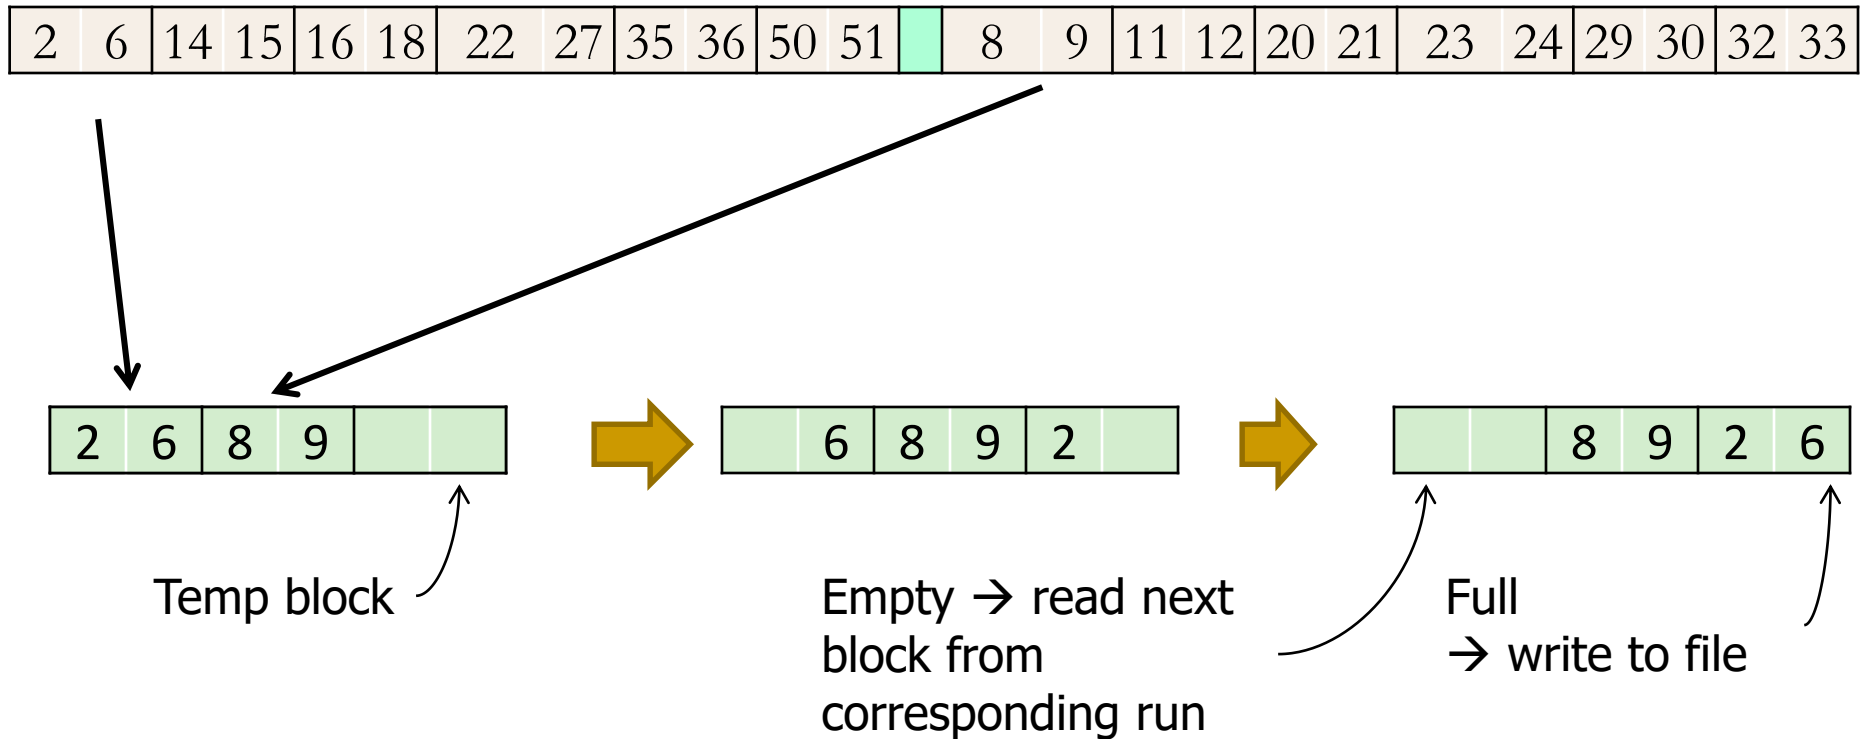 2 6 14 15 16 18 22 27 35 36 50 51 8 9 11 12 20 21 23 24 29 30 32 33
2 6 8 9
6 8 9 2
8 9 2 6
Temp block
Empty → read next
block from
corresponding run
Full
→ write to file